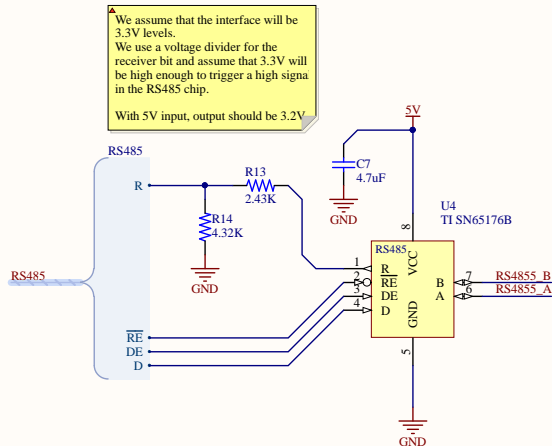 We assume that the interface will be
3.3V levels.
We use a voltage divider for the
receiver bit and assume that 3.3V will
be high enough to trigger a high signa
in the RS485 chip.
With 5V input, output should be 3.2V
5V
RS485
R
R13
2.43K
C7
4.7uF
R14
4.32K
GND
GND
U4
TI SN65176B
8
RS485
VCC
1
R
2
RE
3
DE
4
D
B
7
RS4855_B
A
6
RS4855_A
GND
5
RS485
RE
DE
D
GND